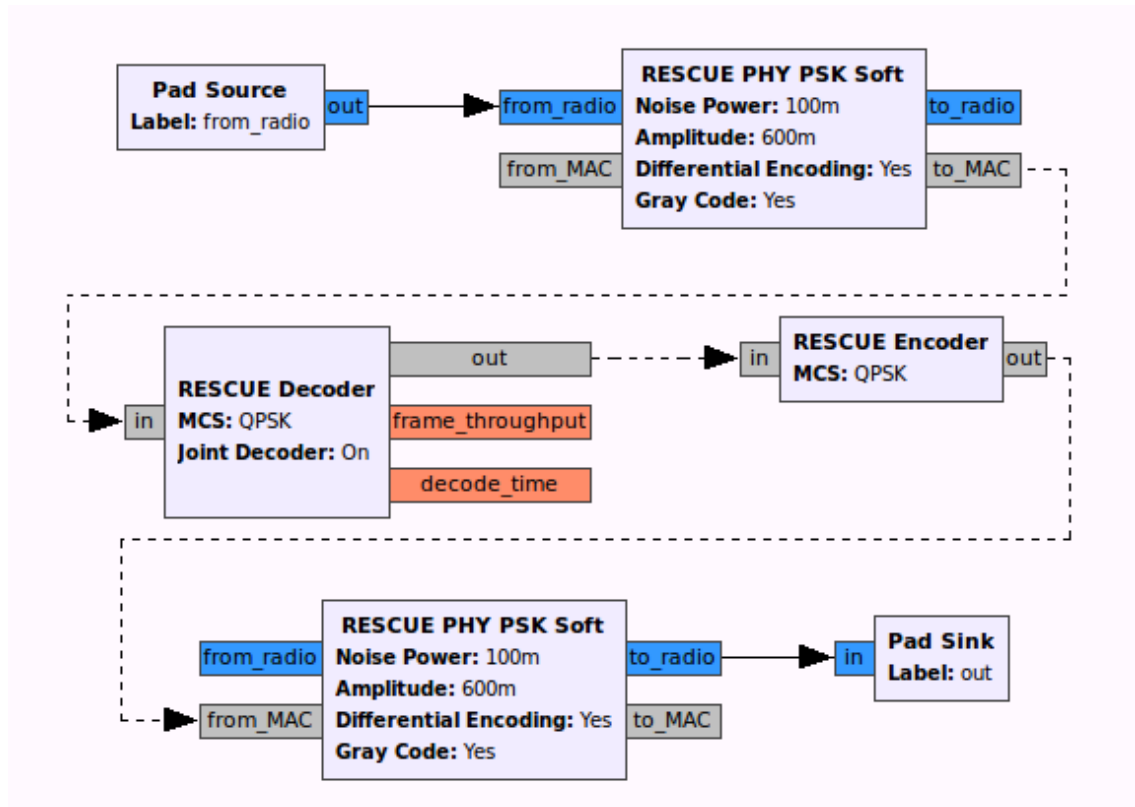 Pad Source
Label: from_radio
out
from_radio
from_MAC
RESCUE PHY PSK Soft
Noise Power: 100m
Amplitude: 600m
Differential Encoding: Yes
Gray Code: Yes
to_radio
to_MAC
in
RESCUE Decoder
MCS: QPSK
Joint Decoder: On
out
frame_throughput
decode_time
in
RESCUE Encoder
MCS: QPSK
out
from_radio
from_MAC
RESCUE PHY PSK Soft
Noise Power: 100m
Amplitude: 600m
Differential Encoding: Yes
Gray Code: Yes
to_radio
to_MAC
in
Pad Sink
Label: out